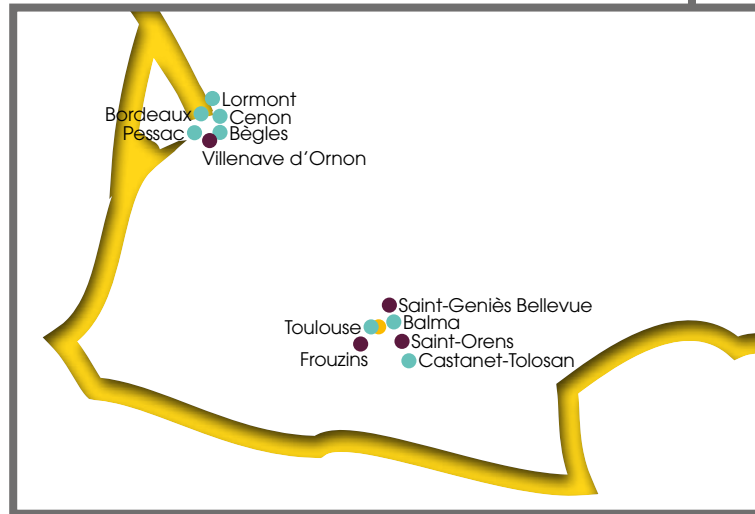 Lormont
Bordeaux
Cenon
Pessac
Bègles
Villenave d'Ornon
Saint-Geniès Bellevue
Toulouse
Balma
Saint-Orens
Frouzins
Castanet-Tolosan